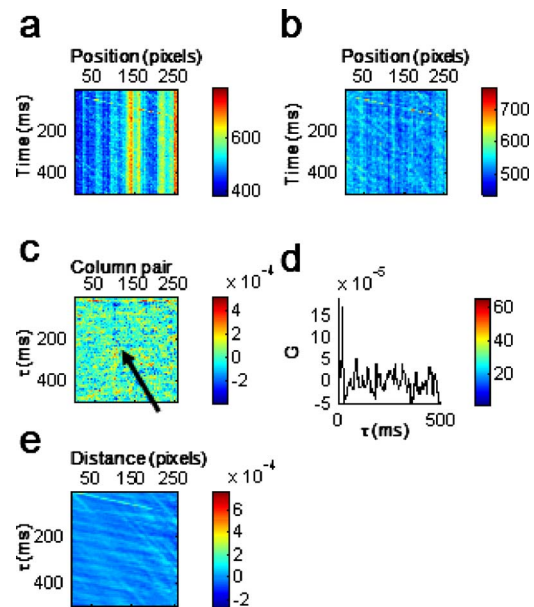 a
Position (pixels)
50 150 250
Time (ms)
200
400
600
400
b
Position (pixels)
50 150 250
Time (ms)
200
400
700
600
500
c
Column pair
50 150 250
τ(ms)
200
400
× 10⁻⁴
4
2
0
-2
d
× 10⁻⁵
G
15
10
5
0
-5
0 500
τ(ms)
60
40
20
e
Distance (pixels)
50 150 250
τ(ms)
200
400
× 10⁻⁴
6
4
2
0
-2